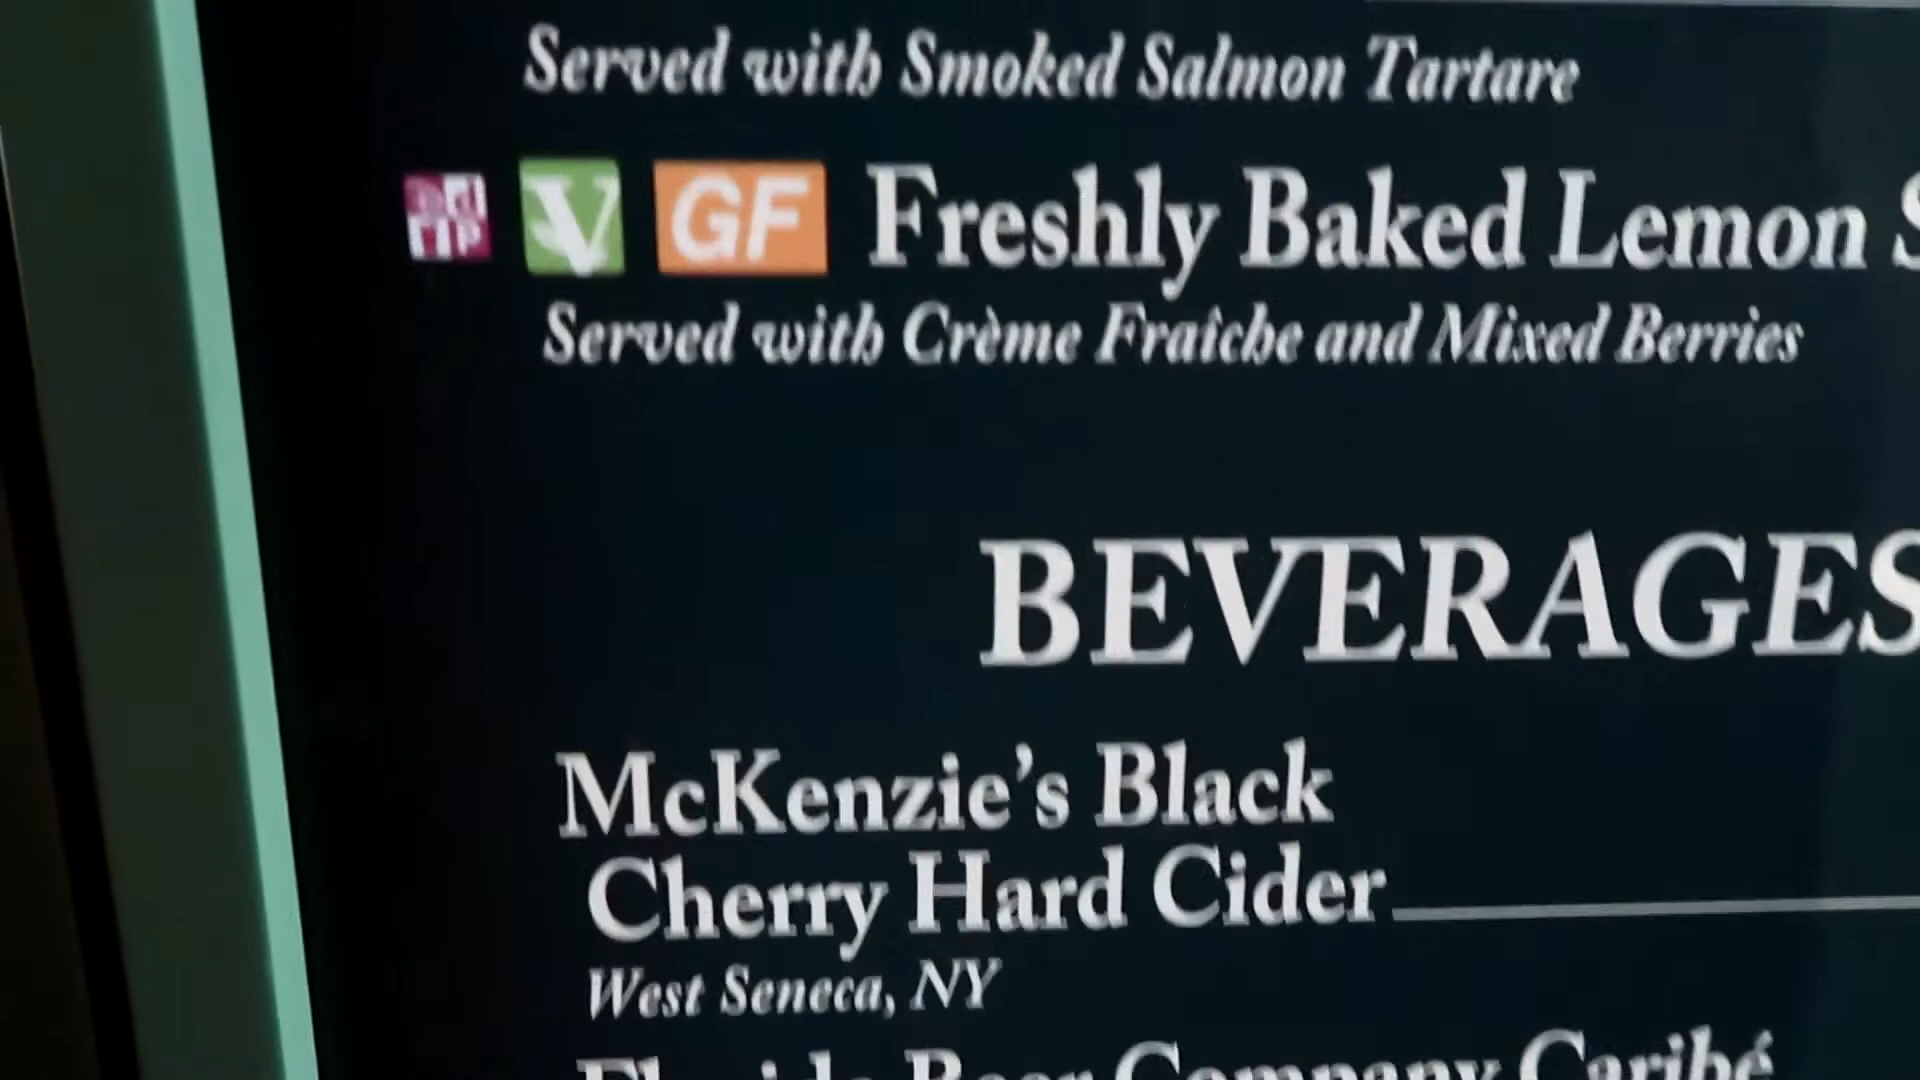 Served with Smoked Salmon Tartare
V GF Freshly Baked Lemon
Served with Crème Fraîche and Mixed Berries
BEVERAGES
McKenzie's Black
Cherry Hard Cider
West Seneca, NY
Florida Beer Company Caribé